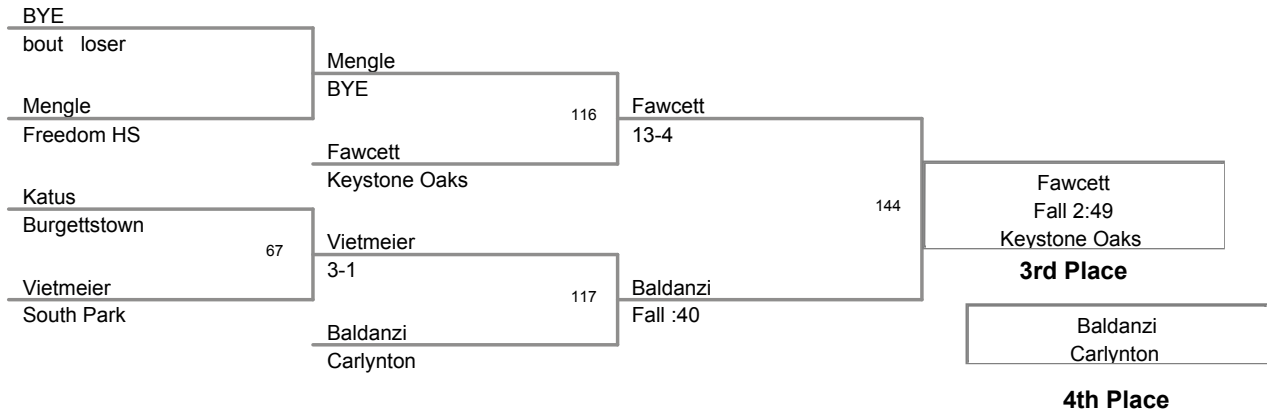 BYE
bout loser
Mengle
BYE
Mengle
Freedom HS
116
Fawcett
13-4
Fawcett
Keystone Oaks
Katus
Burgettstown
67
Vietmeier
3-1
144
Fawcett
Fall 2:49
Keystone Oaks
3rd Place
Vietmeier
South Park
117
Baldanzi
Fall :40
Baldanzi
Carlynton
Baldanzi
Carlynton
4th Place